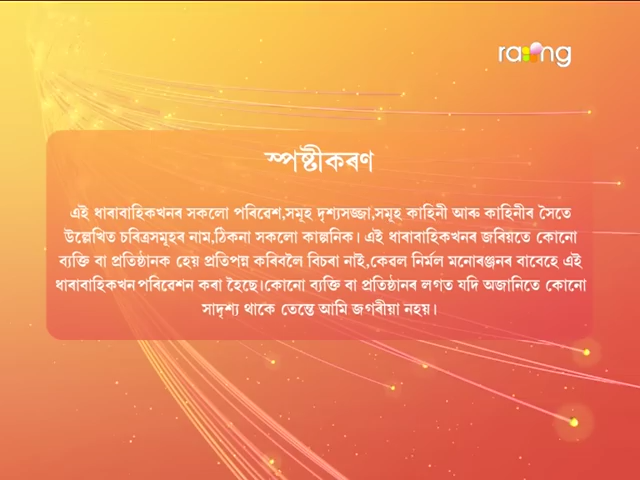 raang
স্পষ্টীকৰণ
এই ধাৰাবাহিকখনৰ সকলো পৰিৱেশ,সমূহ দৃশ্যসজ্জা,সমূহ কাহিনী আৰু কাহিনীৰ সৈতে
উল্লেখিত চৰিত্ৰসমূহৰ নাম,ঠিকনা সকলো কাল্পনিক। এই ধাৰাবাহিকখনৰ জৰিয়তে কোনো
ব্যক্তি বা প্ৰতিষ্ঠানক হেয় প্ৰতিপন্ন কৰিবলৈ বিচৰা নাই,কেৱল নিৰ্মল মনোৰঞ্জনৰ বাবেহে এই
ধাৰাবাহিকখন পৰিৱেশন কৰা হৈছে।কোনো ব্যক্তি বা প্ৰতিষ্ঠানৰ লগত যদি অজানিতে কোনো
সাদৃশ্য থাকে তেন্তে আমি জগৰীয়া নহয়।